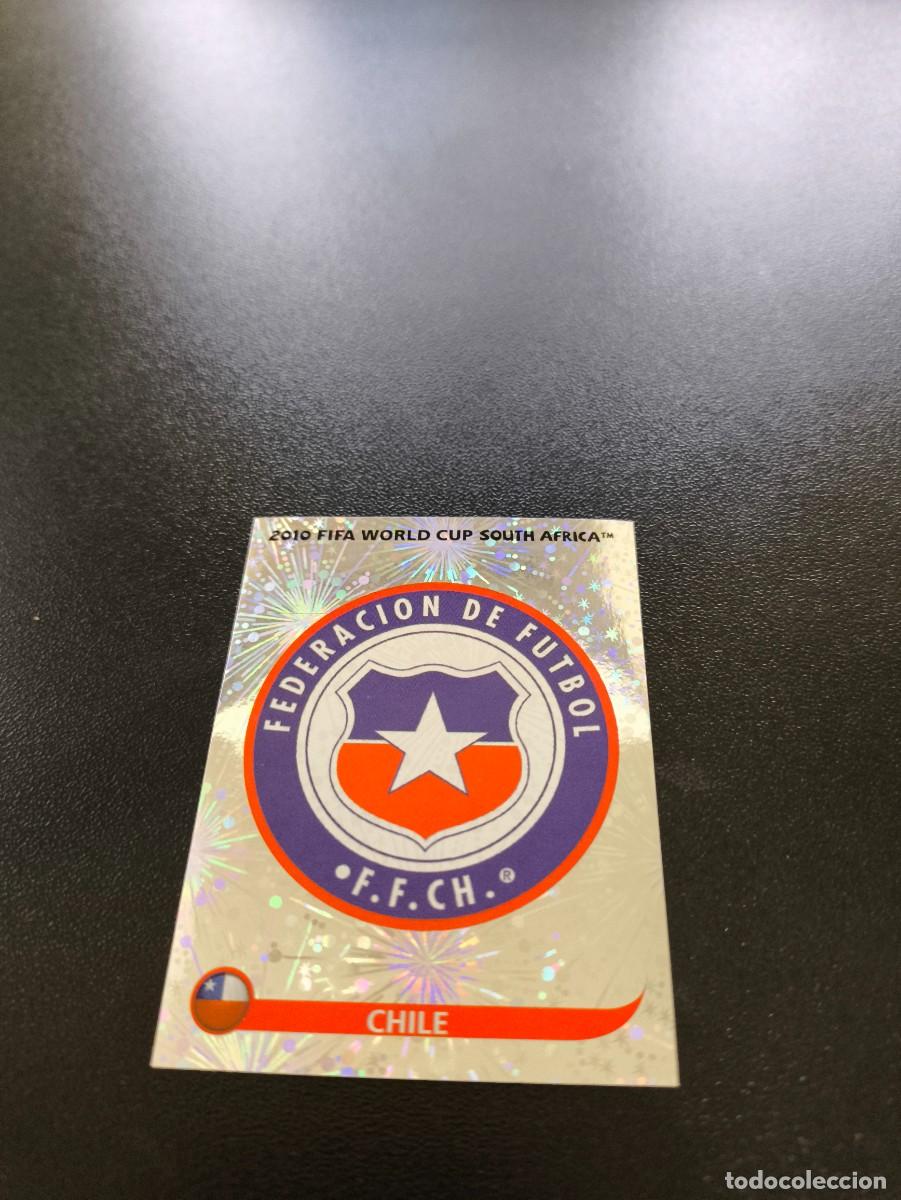 2010 FIFA WORLD CUP SOUTH AFRICA™
FEDERACION DE FUTBOL
•F.F.CH.®
CHILE
todocoleccion